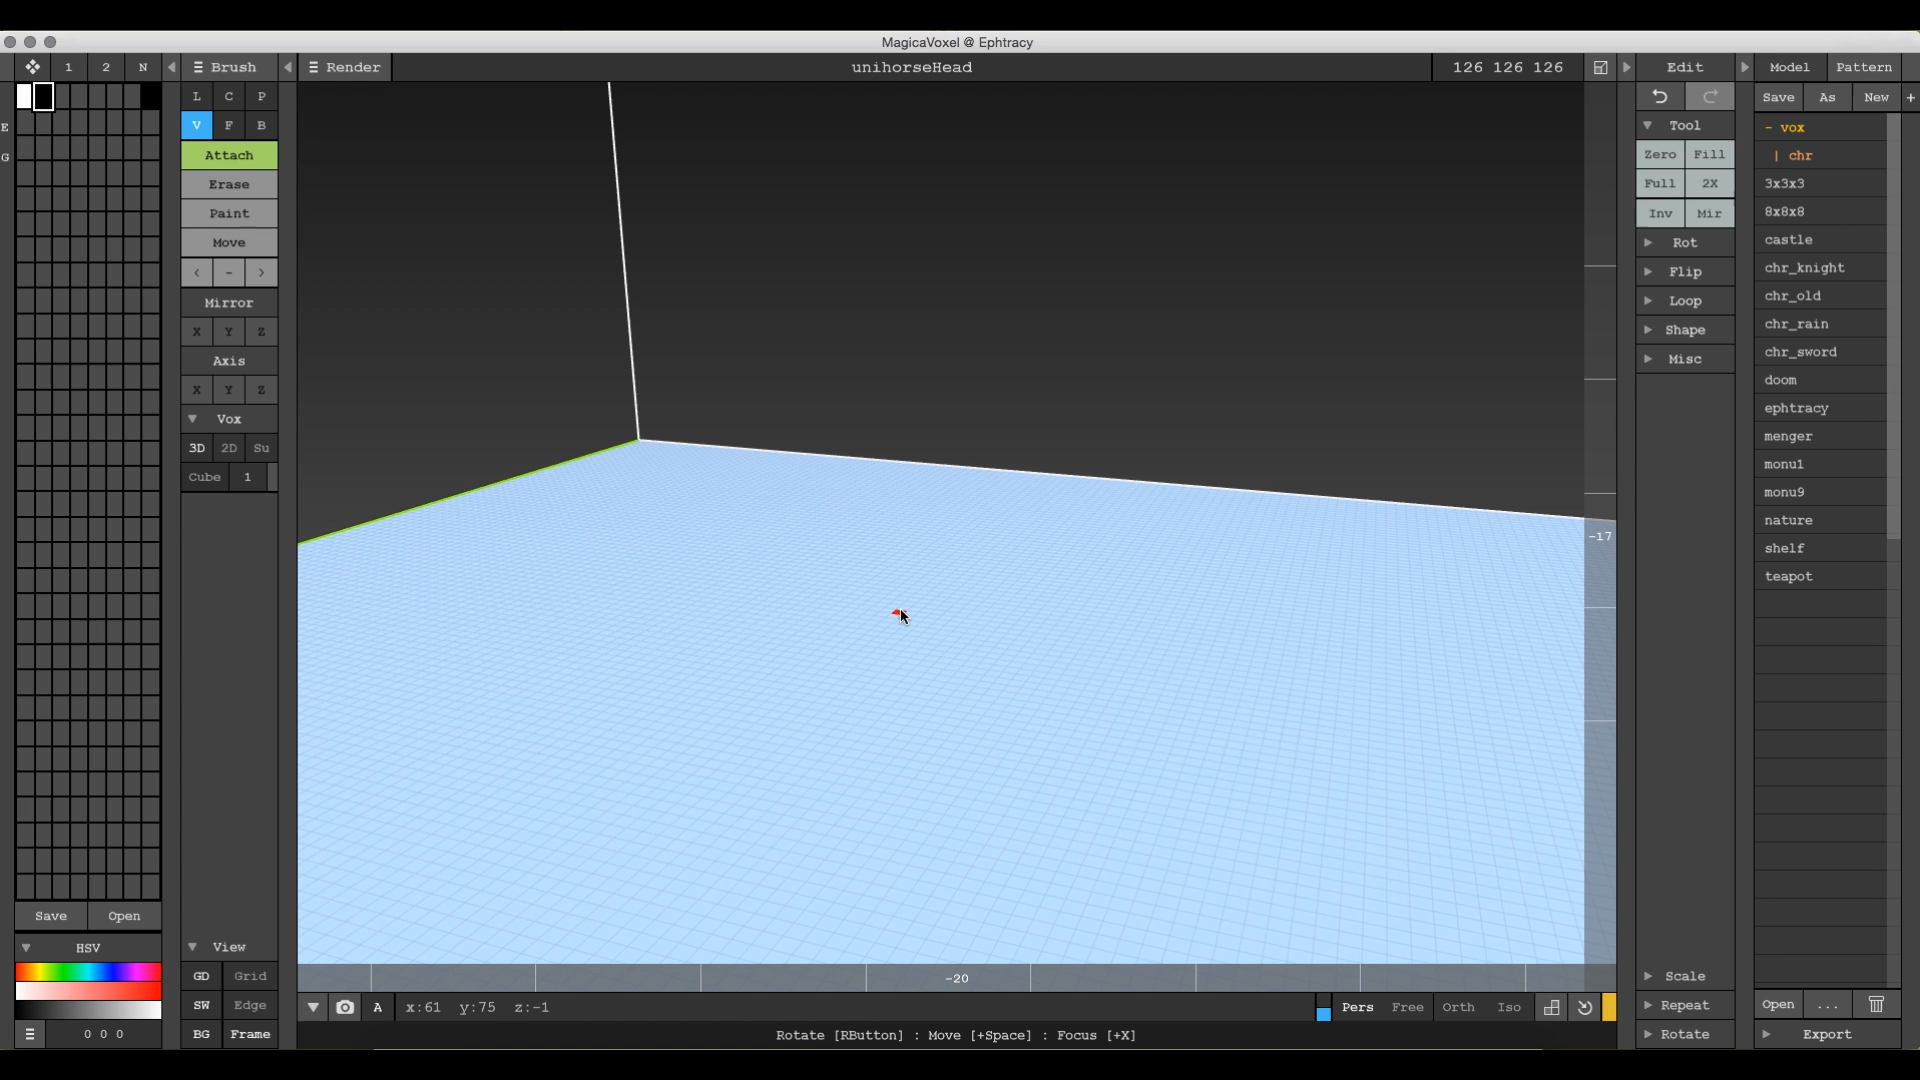 MagicaVoxel @ Ephtracy
1 2 N
Brush
Render
unihorseHead
126 126 126
Edit
Model Pattern
L C P
Save As New +
V F B
E
Tool
- vox
G
Attach
Zero Fill
| chr
Erase
Full 2X
3x3x3
Paint
Inv Mir
8x8x8
Move
Rot
castle
< - >
Flip
chr_knight
Mirror
Loop
chr_old
X Y Z
Shape
chr_rain
Axis
Misc
chr_sword
X Y Z
doom
Vox
ephtracy
3D 2D Su
menger
Cube 1
monu1
monu9
nature
-17
shelf
teapot
Save Open
HSV
View
GD Grid
-20
Scale
SW Edge
A x:61 y:75 z:-1
Pers Free Orth Iso
Repeat
Open ...
0 0 0
BG Frame
Rotate [RButton] : Move [+Space] : Focus [+X]
Rotate
Export